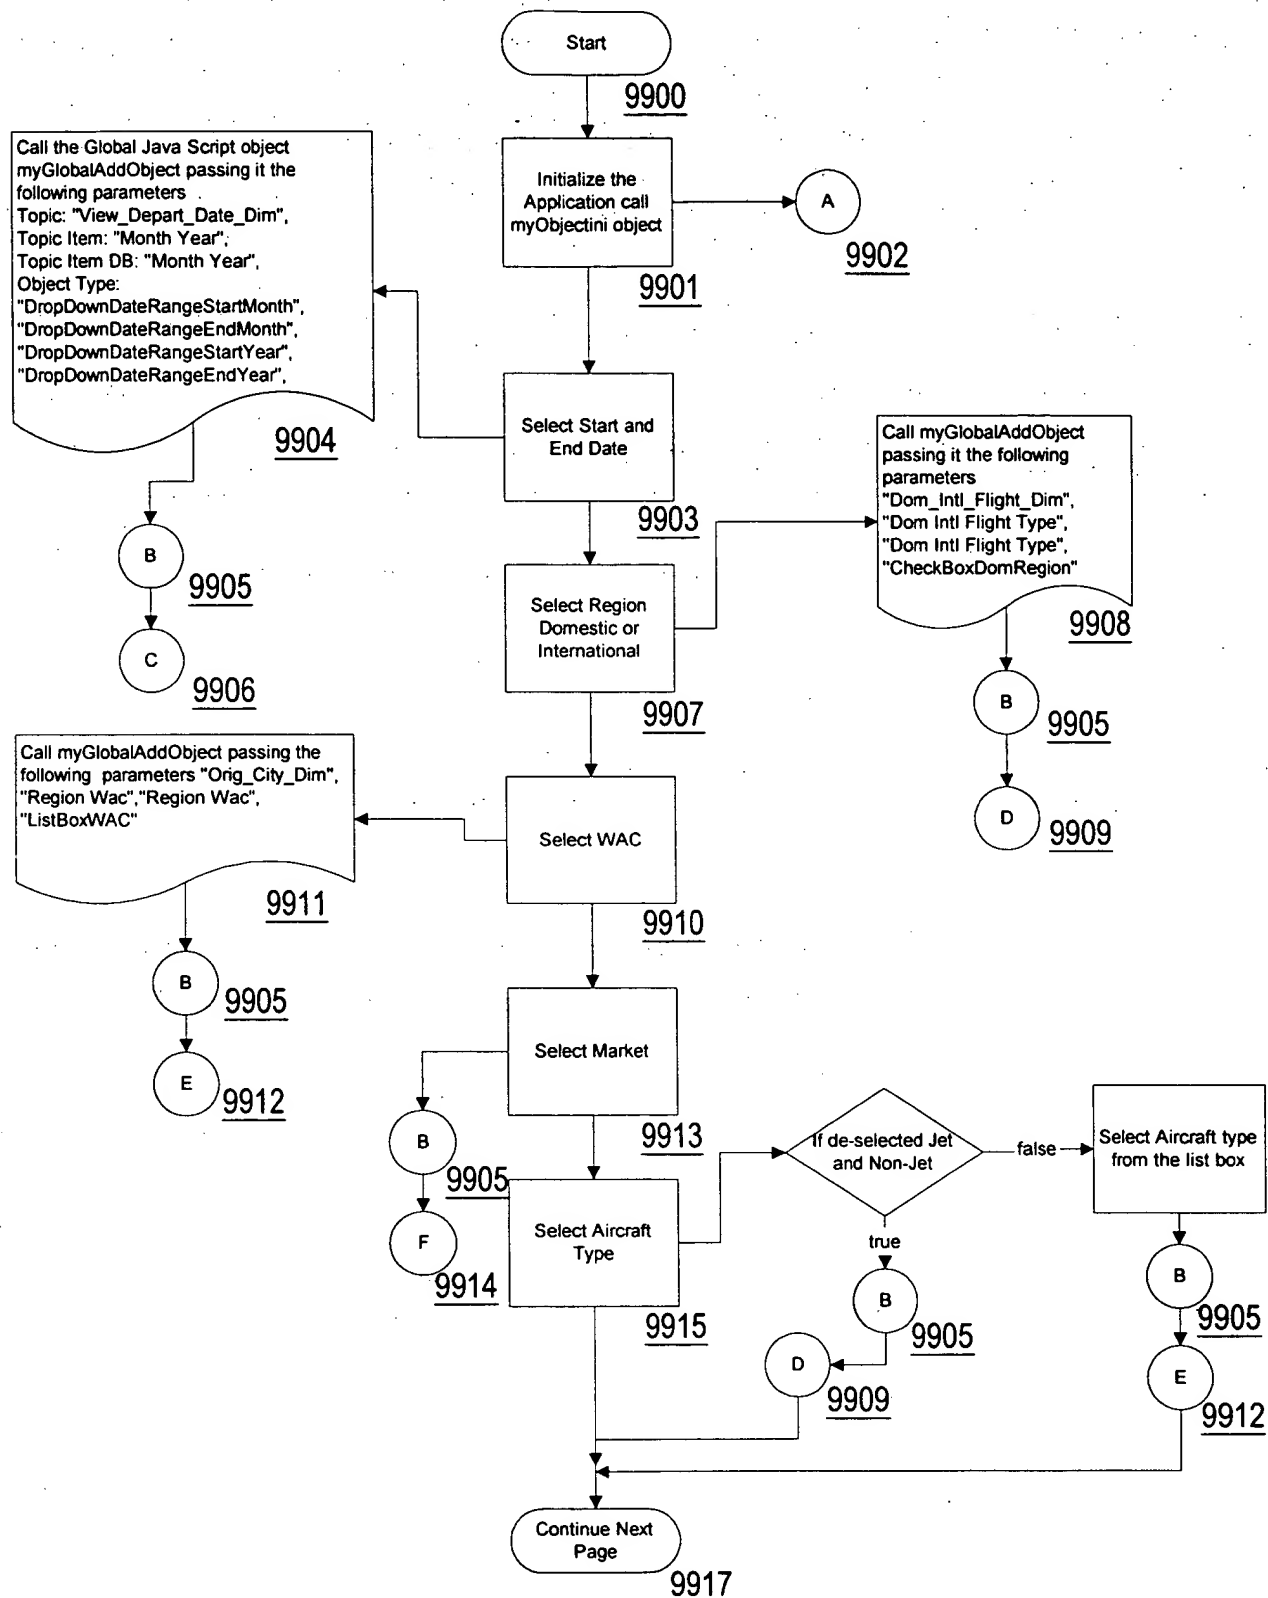 Start
9900
Initialize the
Application call
myObjectini object
9901
A
9902
Call the Global Java Script object
myGlobalAddObject passing it the
following parameters
Topic: "View_Depart_Date_Dim",
Topic Item: "Month Year",
Topic Item DB: "Month Year",
Object Type:
"DropDownDateRangeStartMonth",
"DropDownDateRangeEndMonth",
"DropDownDateRangeStartYear",
"DropDownDateRangeEndYear",
9904
B
9905
C
9906
Select Start and
End Date
9903
Call myGlobalAddObject
passing it the following
parameters
"Dom_Intl_Flight_Dim",
"Dom Intl Flight Type",
"Dom Intl Flight Type",
"CheckBoxDomRegion"
9908
B
9905
D
9909
Select Region
Domestic or
International
9907
Call myGlobalAddObject passing the
following parameters "Orig_City_Dim",
"Region Wac","Region Wac",
"ListBoxWAC"
9911
B
9905
E
9912
Select WAC
9910
Select Market
9913
B
9905
F
9914
Select Aircraft
Type
9915
If de-selected Jet
and Non-Jet
false
true
B
9905
D
9909
Select Aircraft type
from the list box
B
9905
E
9912
Continue Next
Page
9917